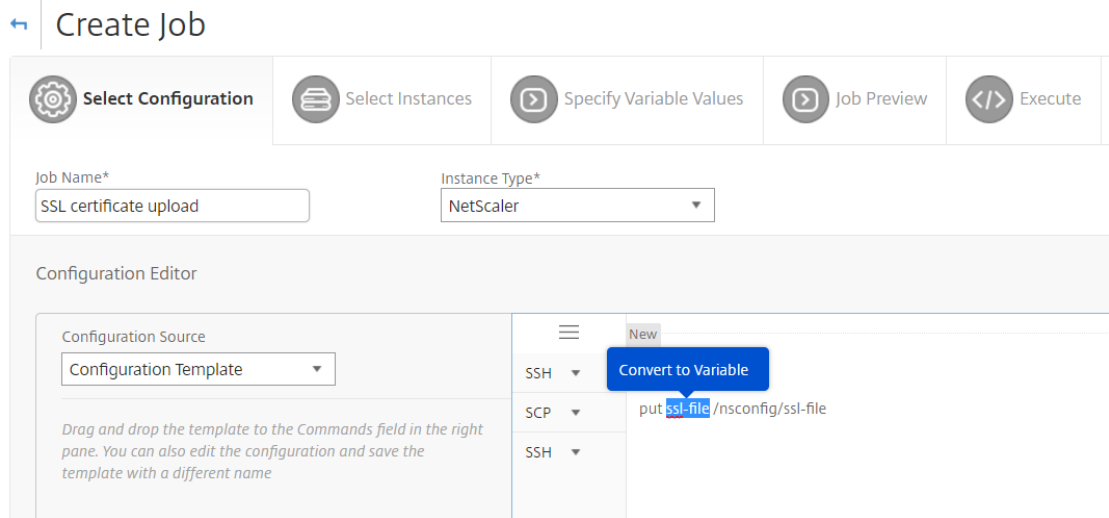 Create Job
Select Configuration
Select Instances
Specify Variable Values
Job Preview
Execute
Job Name*
Instance Type*
SSL certificate upload
NetScaler
Configuration Editor
Configuration Source
Configuration Template
Drag and drop the template to the Commands field in the right
pane. You can also edit the configuration and save the
template with a different name
New
SSH
Convert to Variable
SCP
put ssl-file /nsconfig/ssl-file
SSH